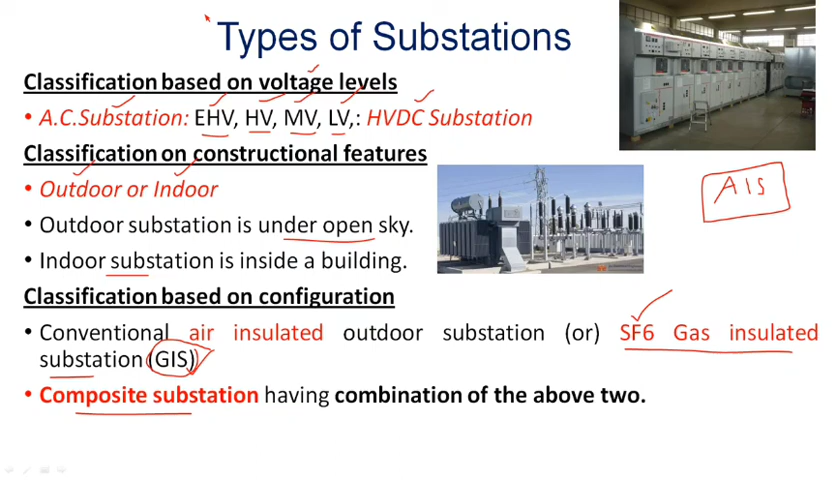 Types of Substations
Classification based on voltage levels
• A.C.Substation: EHV, HV, MV, LV,: HVDC Substation
Classification on constructional features
• Outdoor or Indoor
AIS
• Outdoor substation is under open sky.
• Indoor substation is inside a building.
Classification based on configuration
• Conventional air insulated outdoor substation (or) SF6 Gas insulated
substation (GIS)
• Composite substation having combination of the above two.